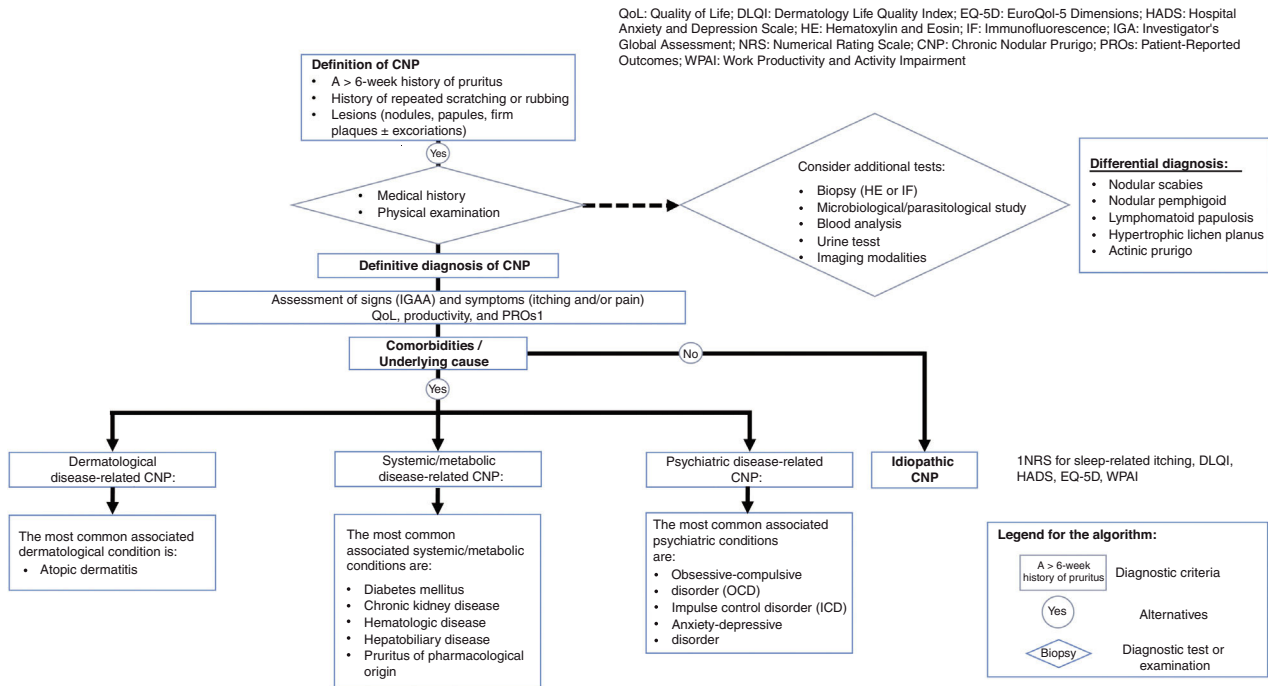 QoL: Quality of Life; DLQI: Dermatology Life Quality Index; EQ-5D: EuroQol-5 Dimensions; HADS: Hospital
Anxiety and Depression Scale; HE: Hematoxylin and Eosin; IF: Immunofluorescence; IGA: Investigator's
Global Assessment; NRS: Numerical Rating Scale; CNP: Chronic Nodular Prurigo; PROs: Patient-Reported
Outcomes; WPAI: Work Productivity and Activity Impairment
Definition of CNP
• A > 6-week history of pruritus
• History of repeated scratching or rubbing
• Lesions (nodules, papules, firm
plaques ± excoriations)
Yes
• Medical history
• Physical examination
Consider additional tests:
• Biopsy (HE or IF)
• Microbiological/parasitological study
• Blood analysis
• Urine tesst
• Imaging modalities
Differential diagnosis:
• Nodular scabies
• Nodular pemphigoid
• Lymphomatoid papulosis
• Hypertrophic lichen planus
• Actinic prurigo
Definitive diagnosis of CNP
Assessment of signs (IGAA) and symptoms (itching and/or pain)
QoL, productivity, and PROs1
Comorbidities /
Underlying cause
No
Yes
Dermatological
disease-related CNP:
Systemic/metabolic
disease-related CNP:
Psychiatric disease-related
CNP:
Idiopathic
CNP
1NRS for sleep-related itching, DLQI,
HADS, EQ-5D, WPAI
The most common associated
dermatological condition is:
• Atopic dermatitis
The most common
associated systemic/metabolic
conditions are:
• Diabetes mellitus
• Chronic kidney disease
• Hematologic disease
• Hepatobiliary disease
• Pruritus of pharmacological
origin
The most common associated
psychiatric conditions
are:
• Obsessive-compulsive
• disorder (OCD)
• Impulse control disorder (ICD)
• Anxiety-depressive
• disorder
Legend for the algorithm:
A > 6-week
history of pruritus
Diagnostic criteria
Yes
Alternatives
Biopsy
Diagnostic test or
examination